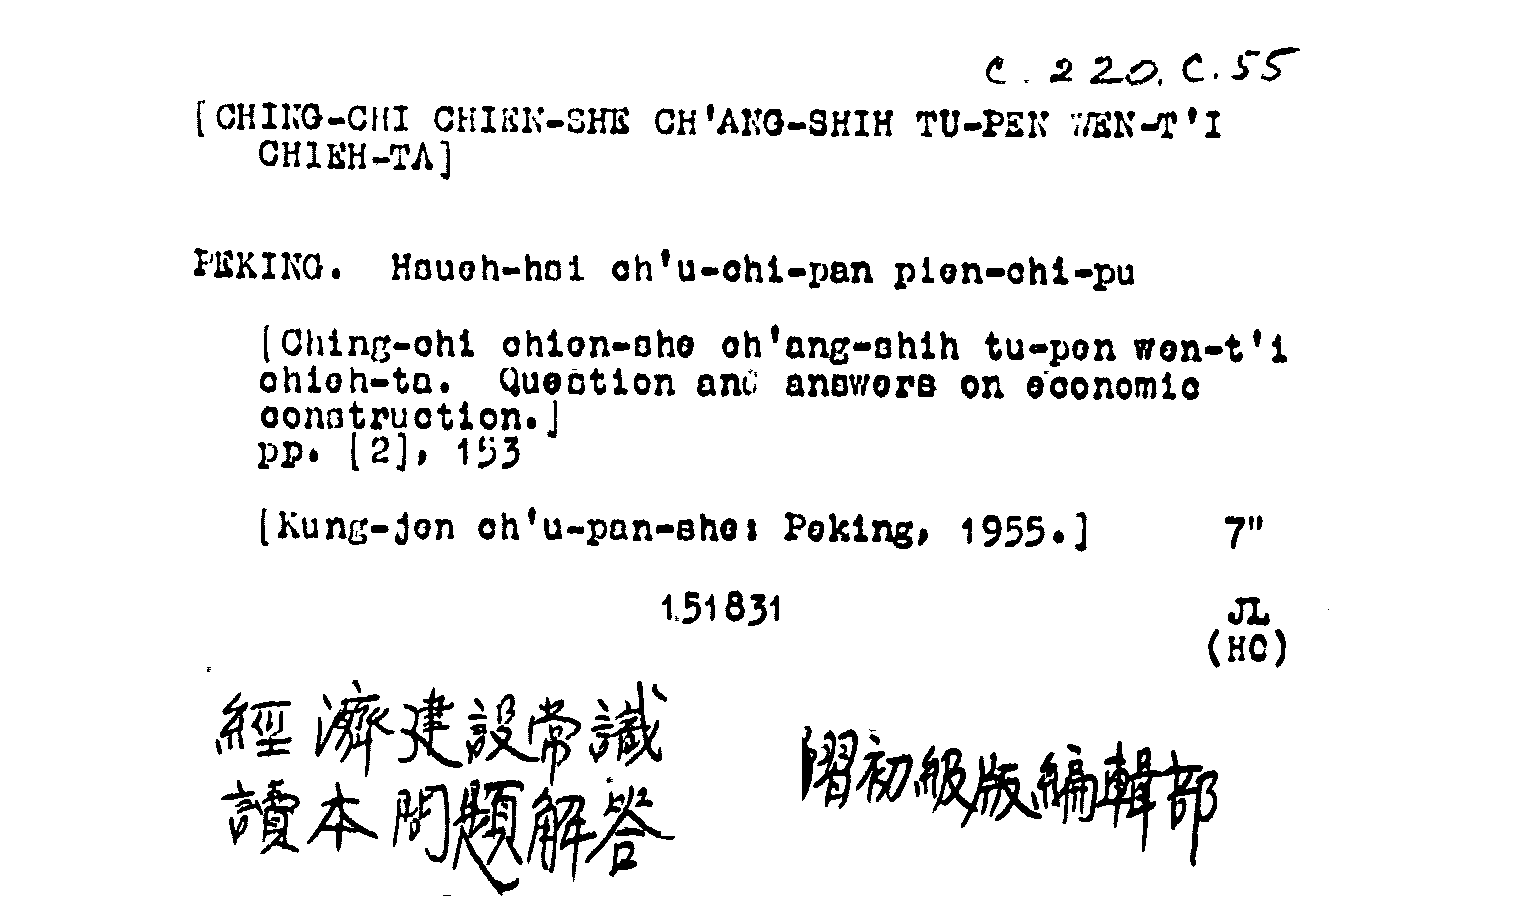 C.220.C.55
[CHING-CHI CHIEN-SHE CH'ANG-SHIH TU-PEN WEN-T'I
CHIEH-TA]
PEKING. Hsueh-hsi ch'u-chi-pan pien-chi-pu
[Ching-chi chien-she ch'ang-shih tu-pen wen-t'i
chieh-ta. Question and answers on economic
construction.]
pp. [2], 153
[Kung-jen ch'u-pan-she: Peking, 1955.] 7"
151831 JL
(HC)
經濟建設常識
讀本問題解答
習初級版編輯部